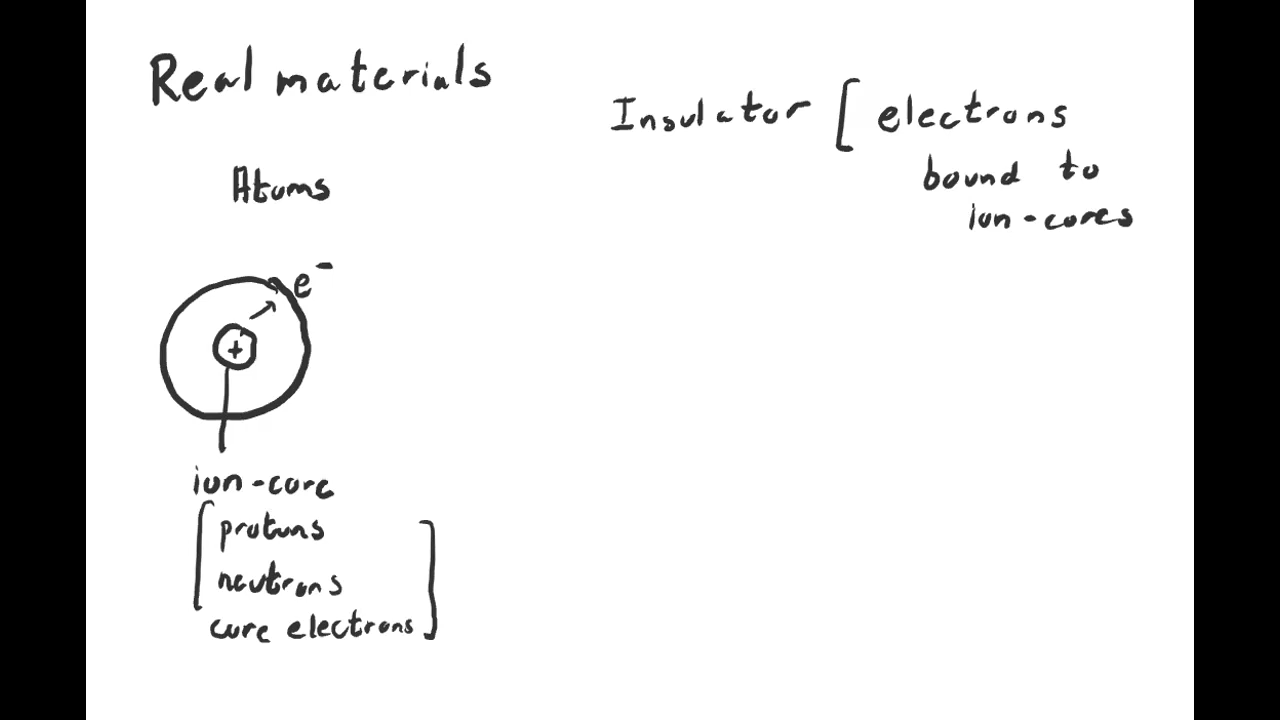 Real materials
Insulator [ electrons
bound to
ion-cores
Atoms
e⁻
+
ion-core
[ protons
neutrons
core electrons ]